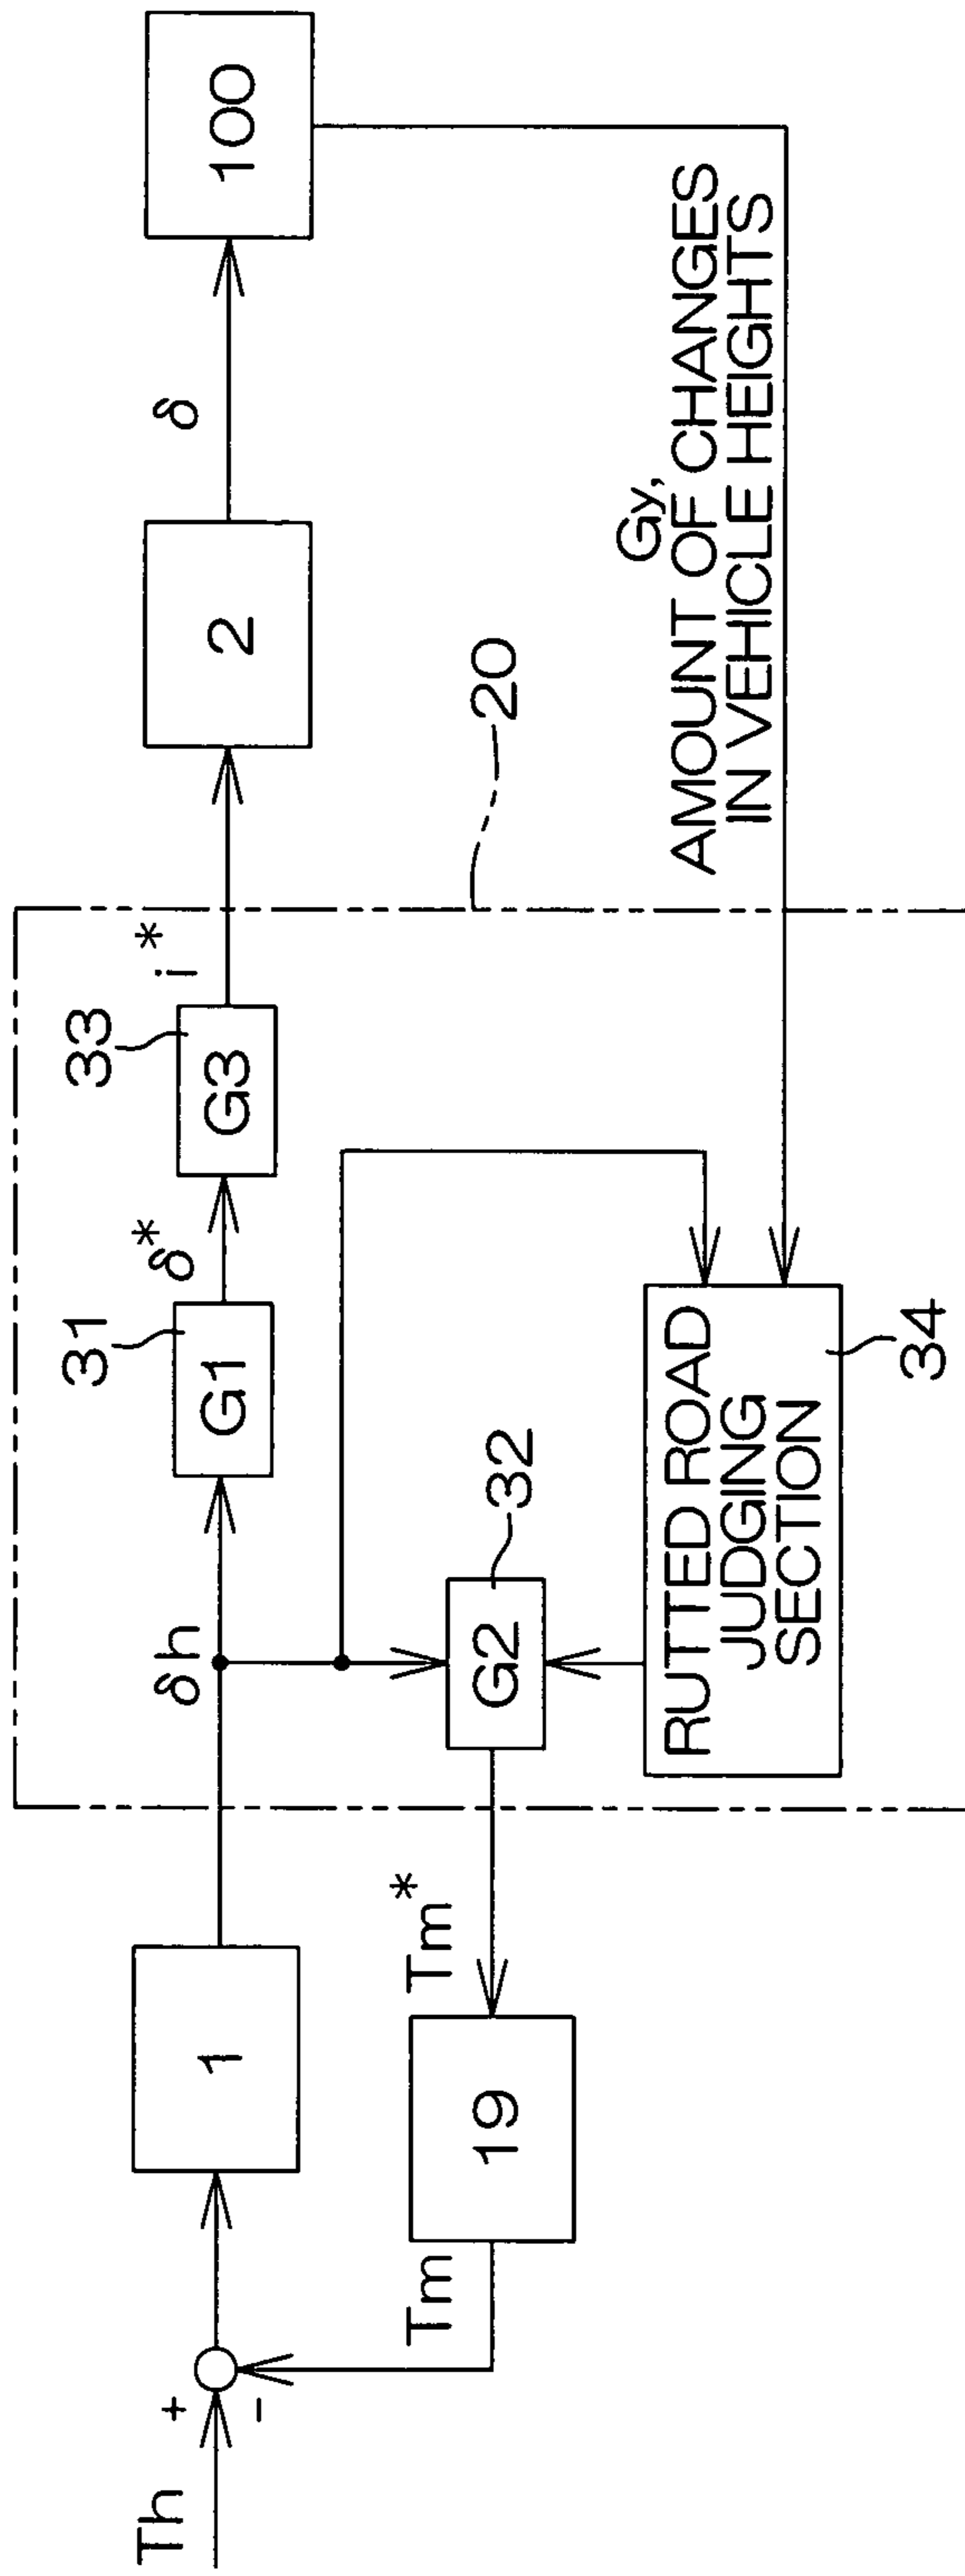 Th
+
-
1
δh
31
G1
δ*
33
G3
i*
2
δ
100
20
Tm
19
Tm*
32
G2
Gy,
AMOUNT OF CHANGES
IN VEHICLE HEIGHTS
RUTTED ROAD
JUDGING
SECTION
34